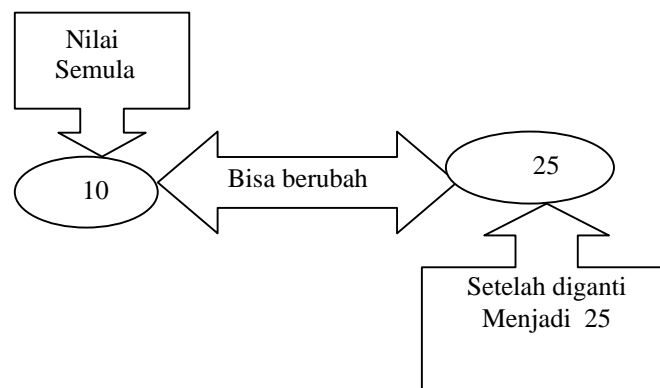 Nilai
Semula
10
Bisa berubah
25
Setelah diganti
Menjadi 25